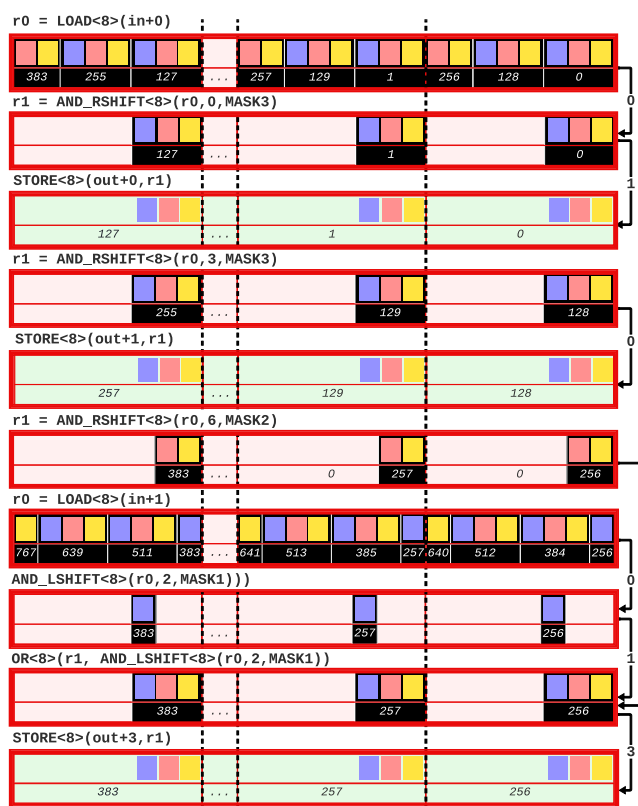 r0 = LOAD<8>(in+0)
383 255 127 ... 257 129 1 256 128 0
0
r1 = AND_RSHIFT<8>(r0,0,MASK3)
127 ... 1 0
1
STORE<8>(out+0,r1)
127 ... 1 0
r1 = AND_RSHIFT<8>(r0,3,MASK3)
255 ... 129 128
0
STORE<8>(out+1,r1)
257 ... 129 128
r1 = AND_RSHIFT<8>(r0,6,MASK2)
383 ... 0 257 0 256
r0 = LOAD<8>(in+1)
767 639 511 383 ... 641 513 385 257 640 512 384 256
0
AND_LSHIFT<8>(r0,2,MASK1)))
383 ... 257 256
1
OR<8>(r1, AND_LSHIFT<8>(r0,2,MASK1))
383 ... 257 256
3
STORE<8>(out+3,r1)
383 ... 257 256